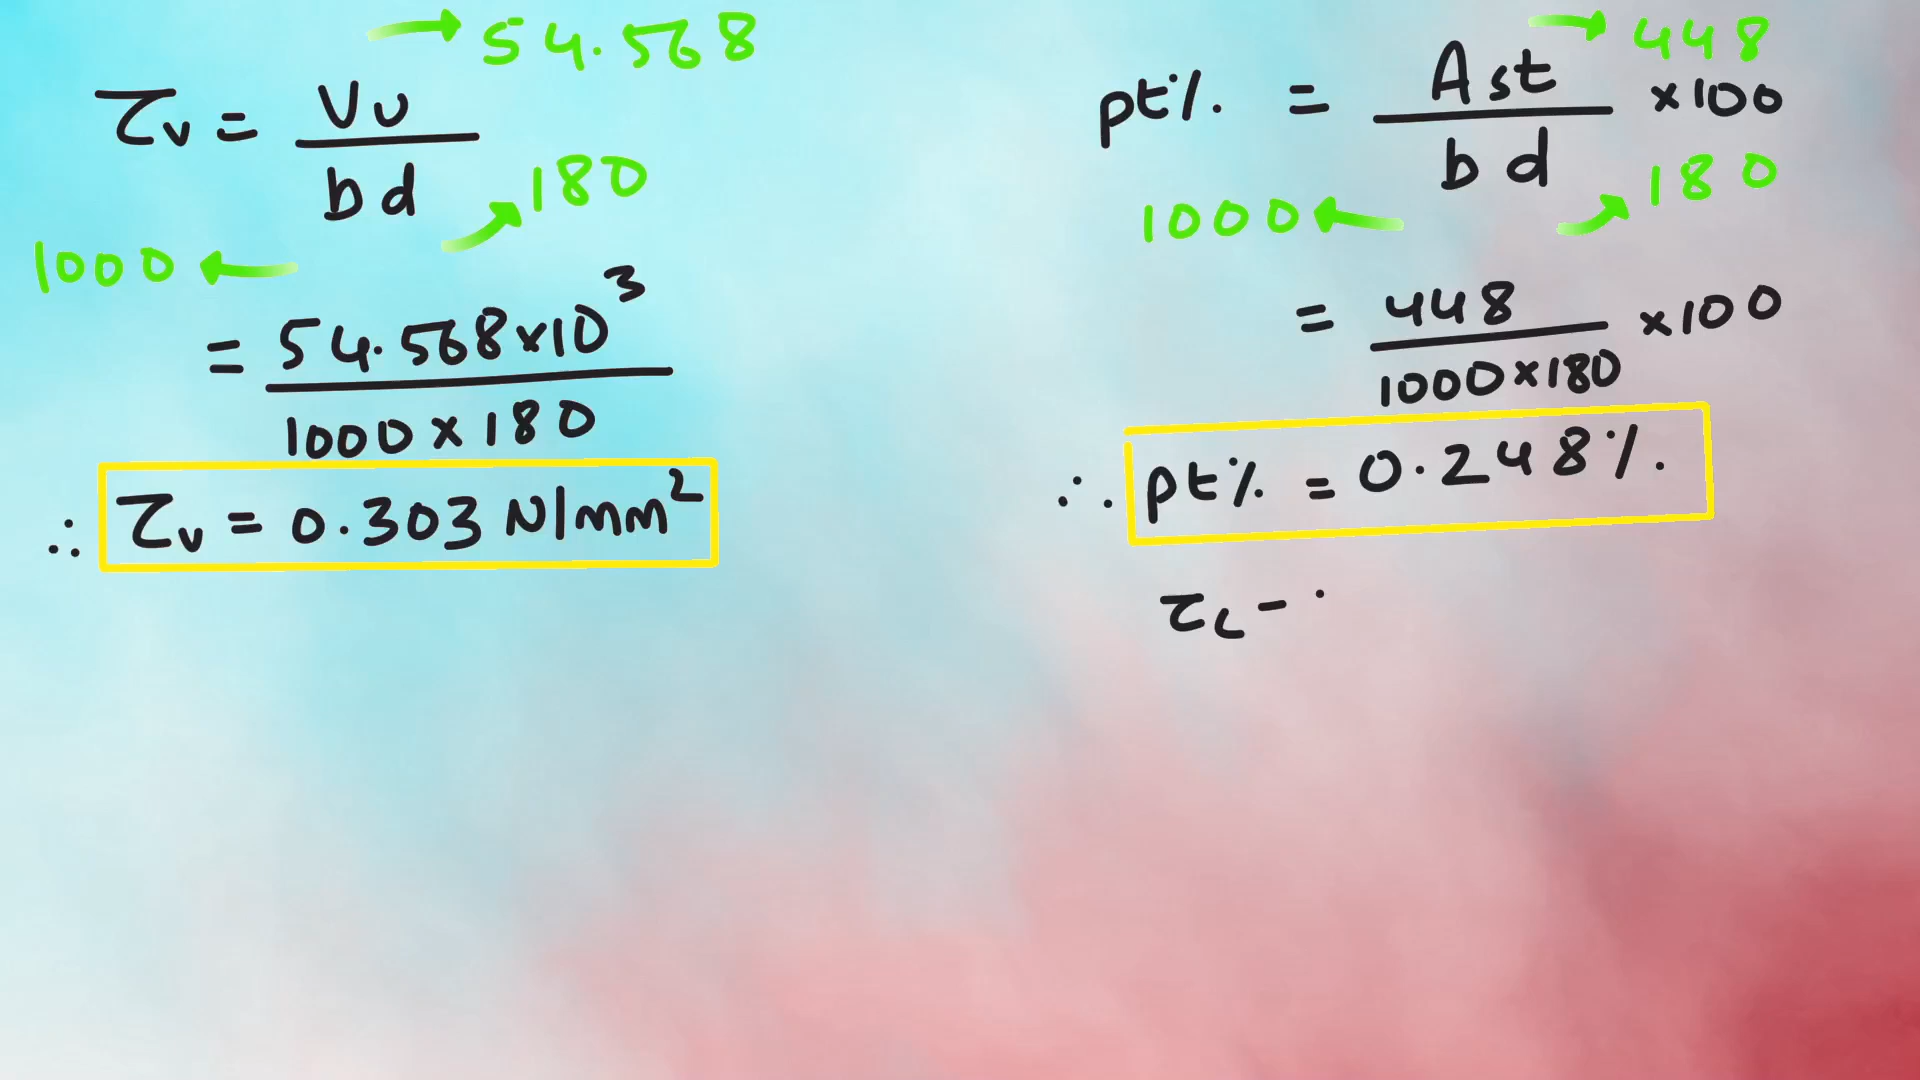 → 54.568
τv = Vu / bd
→ 180
1000 ←
= 54.568×10³ / 1000×180
∴ τv = 0.303 N/mm²
→ 448
pt% = Ast / bd ×100
1000 ← → 180
= 448 / 1000×180 ×100
∴ pt% = 0.248%.
τc -